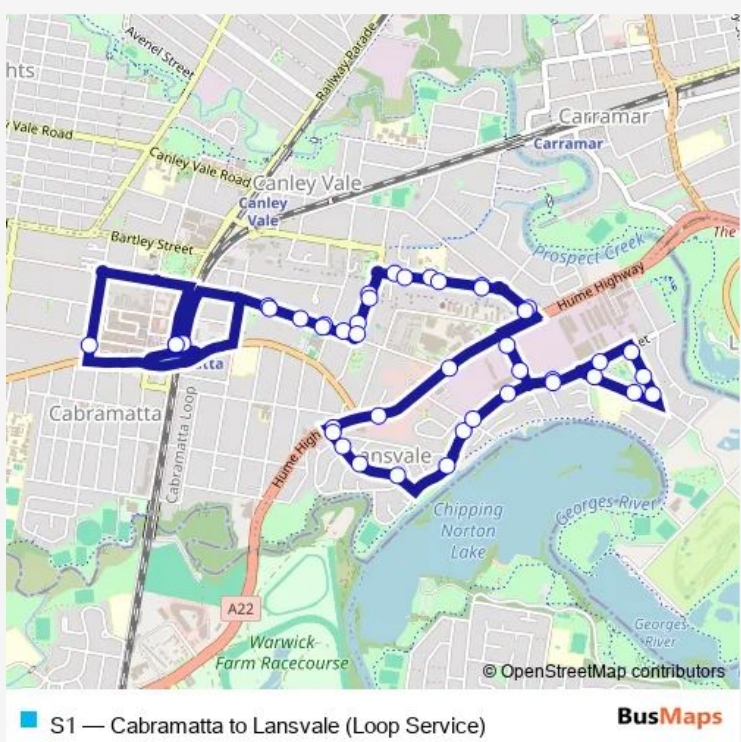 Avenel Street
hts
Railway Parade
Carramar
Carramar
y Vale Road
Canley Vale Road
Canley Vale
Canley
Vale
Bartley Street
Prospect Creek
The
Hume Highway
et
tta
Cabramatta
Cabramatta Loop
Hume High
ansvale
L
Chipping
Norton
Lake
Georges River
A22
Georges
River
Warwick
Farm Racecourse
© OpenStreetMap contributors
S1 — Cabramatta to Lansvale (Loop Service)
BusMaps